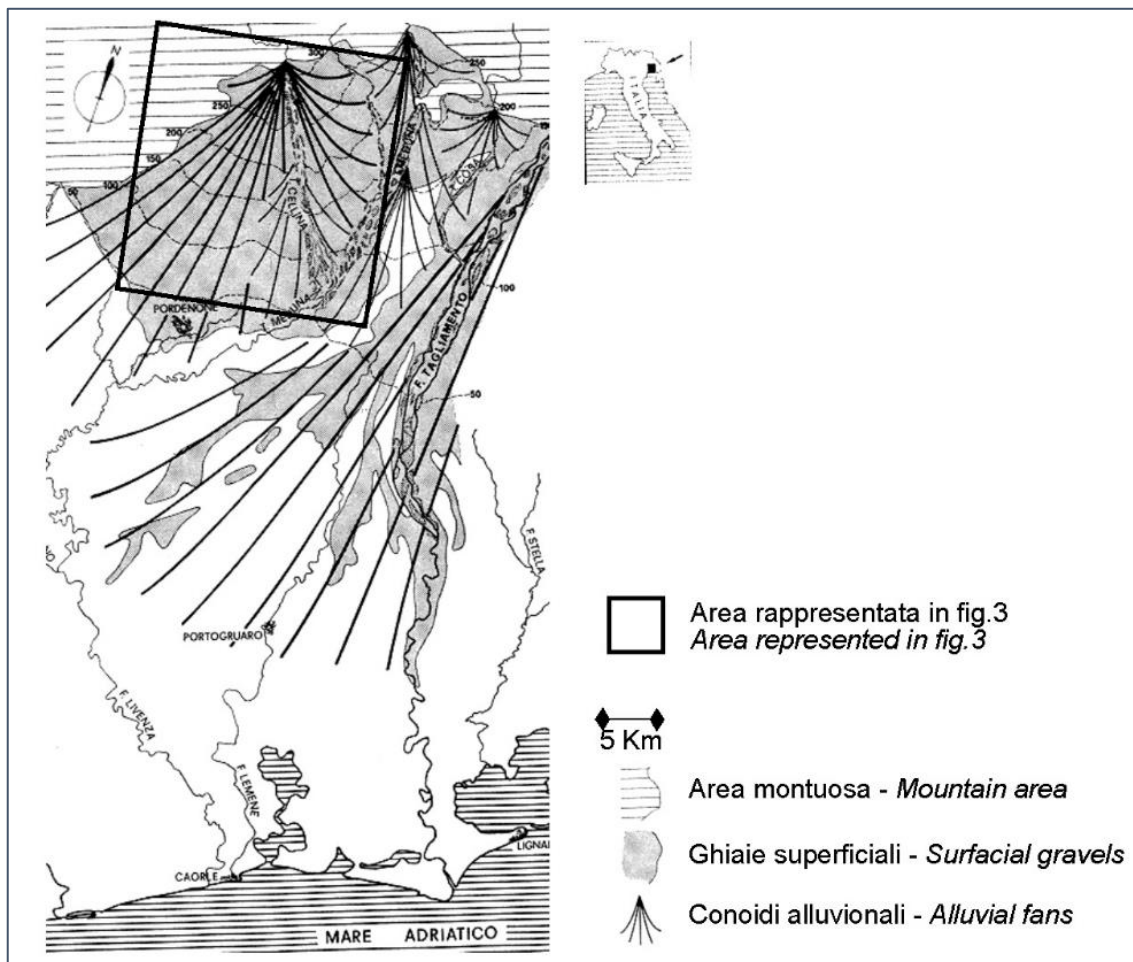 N
300
250
250
200
200
150
100
50
T. CELLINA
T. MEDUNA
T. COSA
ITALIA
100
PORDENONE
F. TAGLIAMENTO
50
F. STELLA
PORTOGRUARO
F. LIVENZA
F. LEMENE
CAORLE
LIGNA
MARE ADRIATICO
Area rappresentata in fig.3
Area represented in fig.3
5 Km
Area montuosa - Mountain area
Ghiaie superficiali - Surfacial gravels
Conoidi alluvionali - Alluvial fans